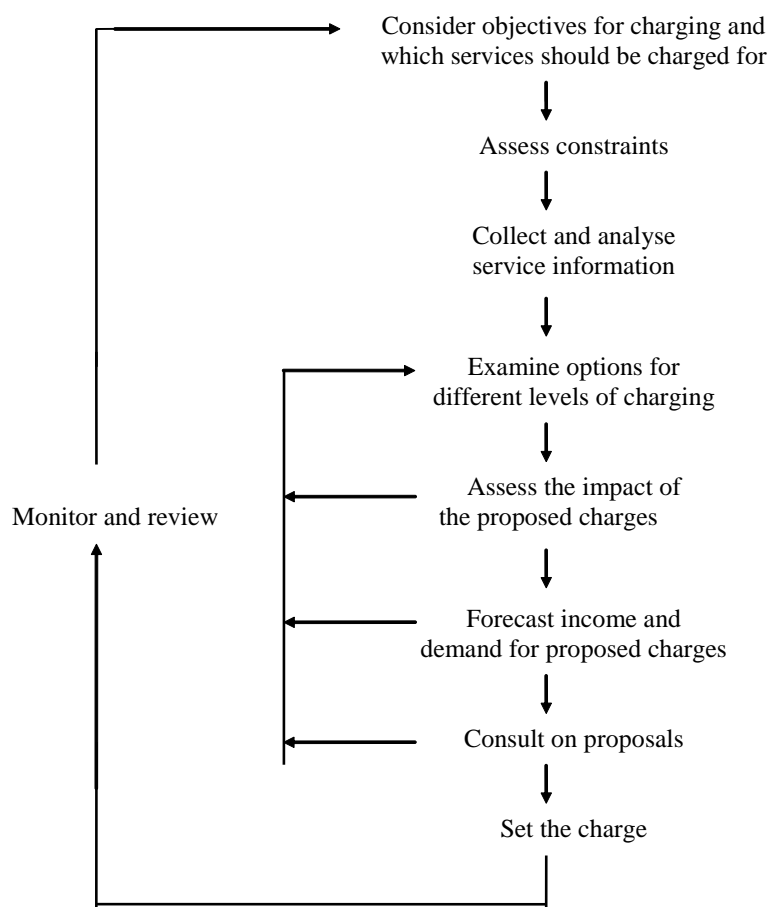 Consider objectives for charging and
which services should be charged for
Assess constraints
Collect and analyse
service information
Examine options for
different levels of charging
Assess the impact of
the proposed charges
Monitor and review
Forecast income and
demand for proposed charges
Consult on proposals
Set the charge